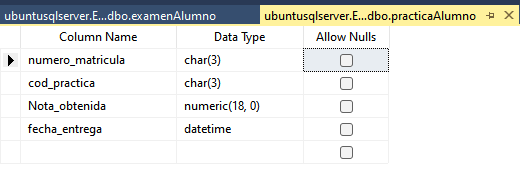 ubuntusqlserver.E...dbo.examenAlumno ubuntusqlserver.E...dbo.practicaAlumno
Column Name Data Type Allow Nulls
numero_matricula char(3)
cod_practica char(3)
Nota_obtenida numeric(18, 0)
fecha_entrega datetime